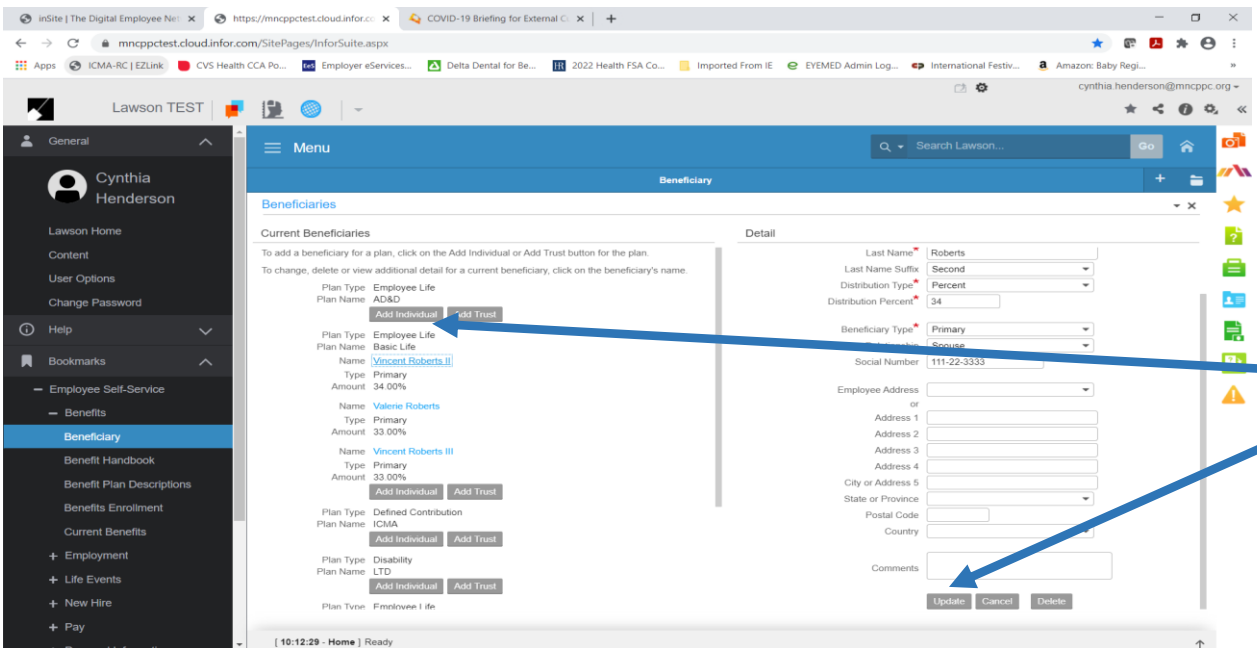 inSite | The Digital Employee Net
https://mncppctest.cloud.infor.co
COVID-19 Briefing for External C
mncppctest.cloud.infor.com/SitePages/InforSuite.aspx
Apps ICMA-RC | EZLink CVS Health CCA Po... Employer eServices... Delta Dental for Be... 2022 Health FSA Co... Imported From IE EYEMED Admin Log... International Festiv... Amazon: Baby Regi...
cynthia.henderson@mncppc.org
Lawson TEST
General
Cynthia
Henderson
Lawson Home
Content
User Options
Change Password
Help
Bookmarks
Employee Self-Service
Benefits
Beneficiary
Benefit Handbook
Benefit Plan Descriptions
Benefits Enrollment
Current Benefits
Employment
Life Events
New Hire
Pay
Menu
Search Lawson...
Go
Beneficiary
Beneficiaries
Current Beneficiaries
To add a beneficiary for a plan, click on the Add Individual or Add Trust button for the plan.
To change, delete or view additional detail for a current beneficiary, click on the beneficiary's name.
Plan Type Employee Life
Plan Name AD&D
Add Individual Add Trust
Plan Type Employee Life
Plan Name Basic Life
Name Vincent Roberts II
Type Primary
Amount 34.00%
Name Valerie Roberts
Type Primary
Amount 33.00%
Name Vincent Roberts III
Type Primary
Amount 33.00%
Add Individual Add Trust
Plan Type Defined Contribution
Plan Name ICMA
Add Individual Add Trust
Plan Type Disability
Plan Name LTD
Add Individual Add Trust
Plan Type Employee Life
Detail
Last Name* Roberts
Last Name Suffix Second
Distribution Type* Percent
Distribution Percent* 34
Beneficiary Type* Primary
Spouse
Social Number 111-22-3333
Employee Address
or
Address 1
Address 2
Address 3
Address 4
City or Address 5
State or Province
Postal Code
Country
Comments
Update Cancel Delete
[ 10:12:29 - Home ] Ready